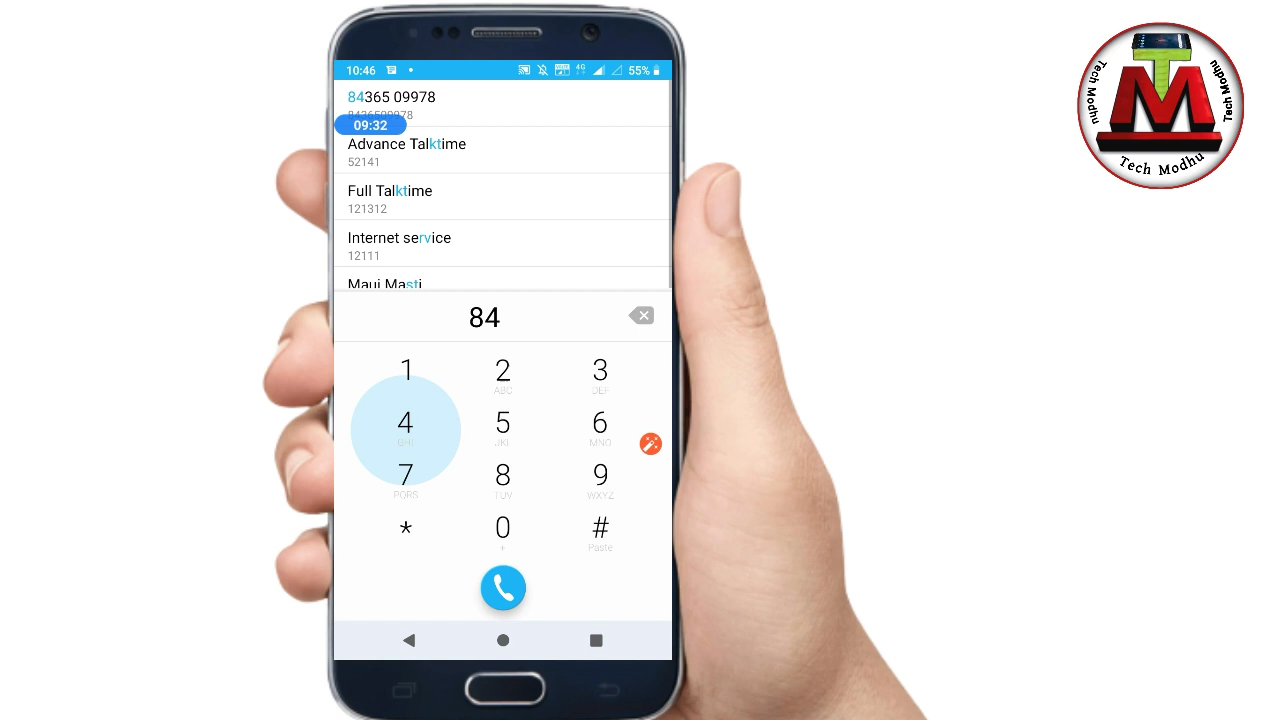 10:46
4G
55%
84365 09978
09:32
Advance Talktime
52141
Full Talktime
121312
Internet service
12111
Mauj Masti
84
1
2
ABC
3
DEF
4
GHI
5
JKL
6
MNO
7
PQRS
8
TUV
9
WXYZ
*
0
+
#
Paste
Tech Modhu
TM
Tech Modhu
Tech Modhu